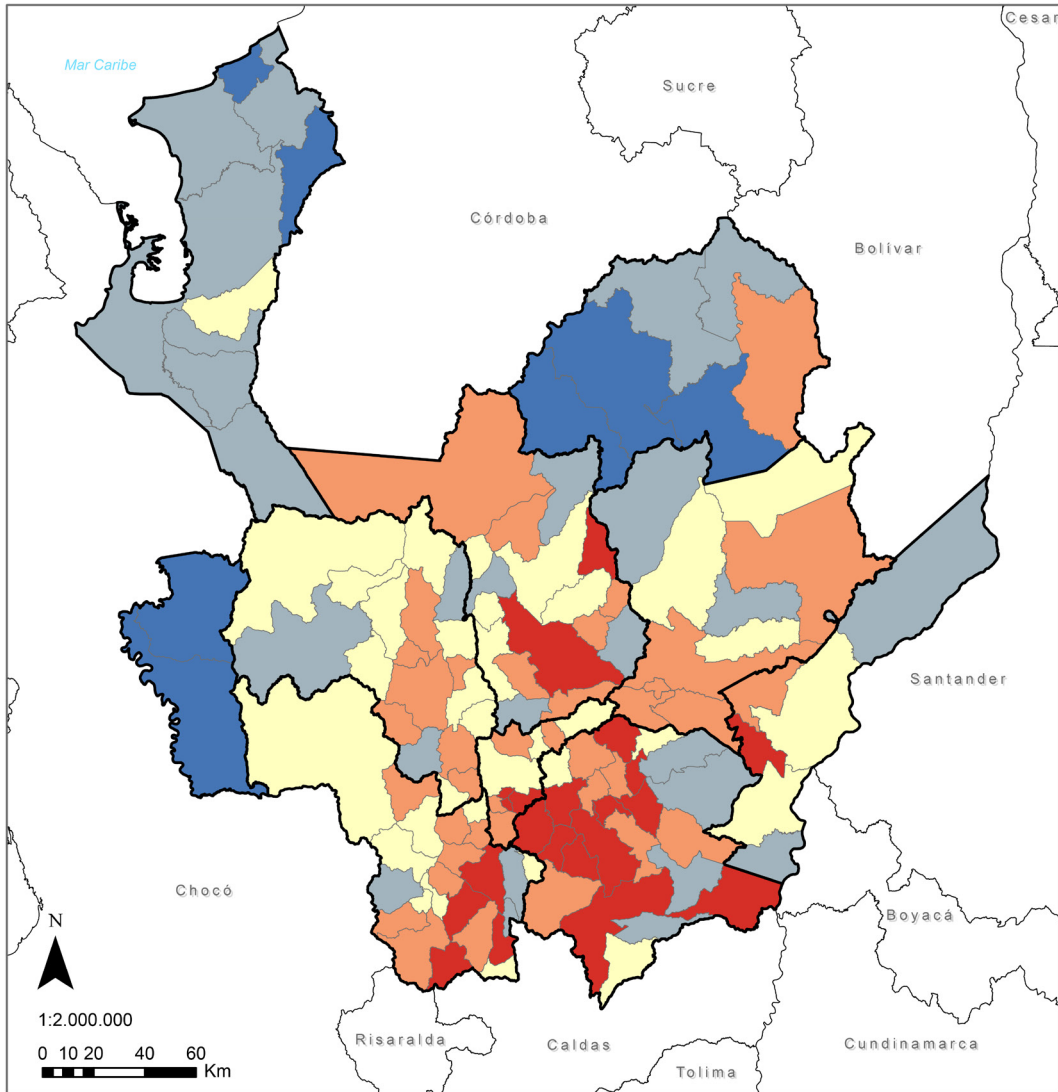 Cesar
Mar Caribe
Sucre
Córdoba
Bolívar
Santander
Chocó
Boyacá
N
1:2.000.000
Risaralda
Caldas
Cundinamarca
0 10 20 40 60
Km
Tolima